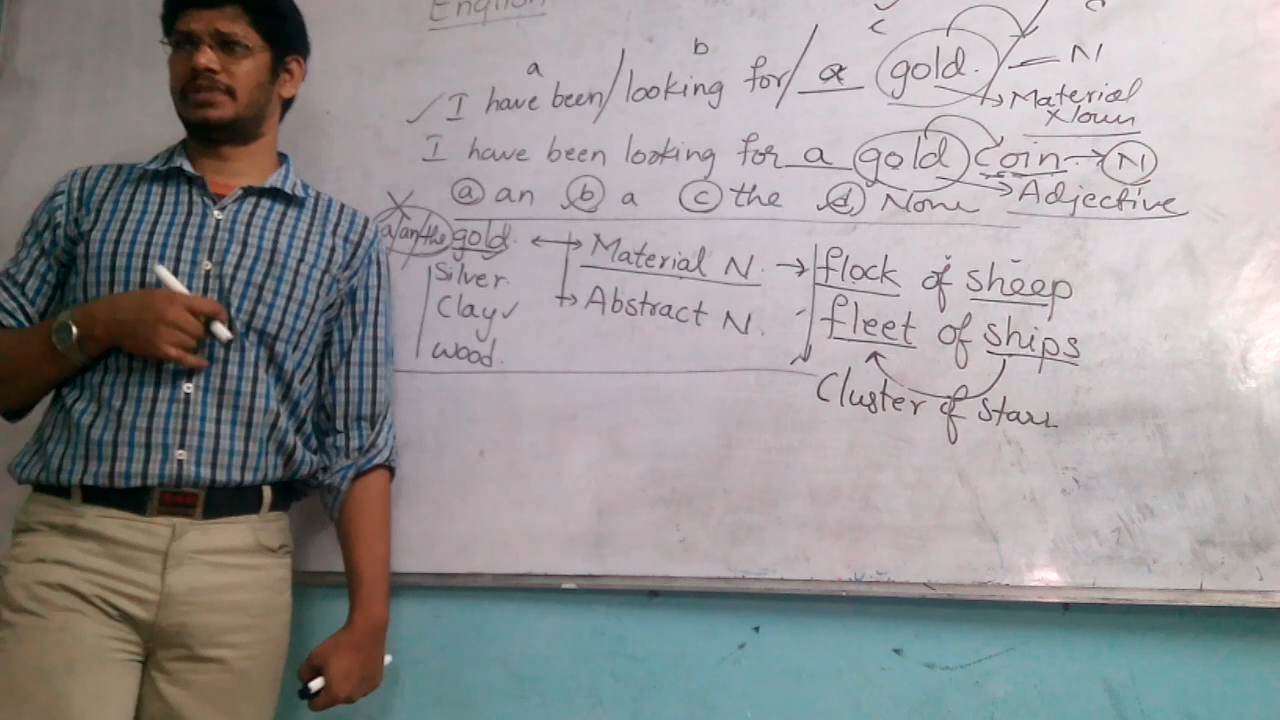 English
a b c c
I have been/looking for/ a gold. — N
Material
I have been looking for a gold Coin → N
ⓐ an ⓑ a ⓒ the ⓓ None → Adjective
X
a/an/the gold. ↔ Material N. → flock of sheep
Silver → Abstract N. fleet of ships
Clay ✓
wood. Cluster of stars